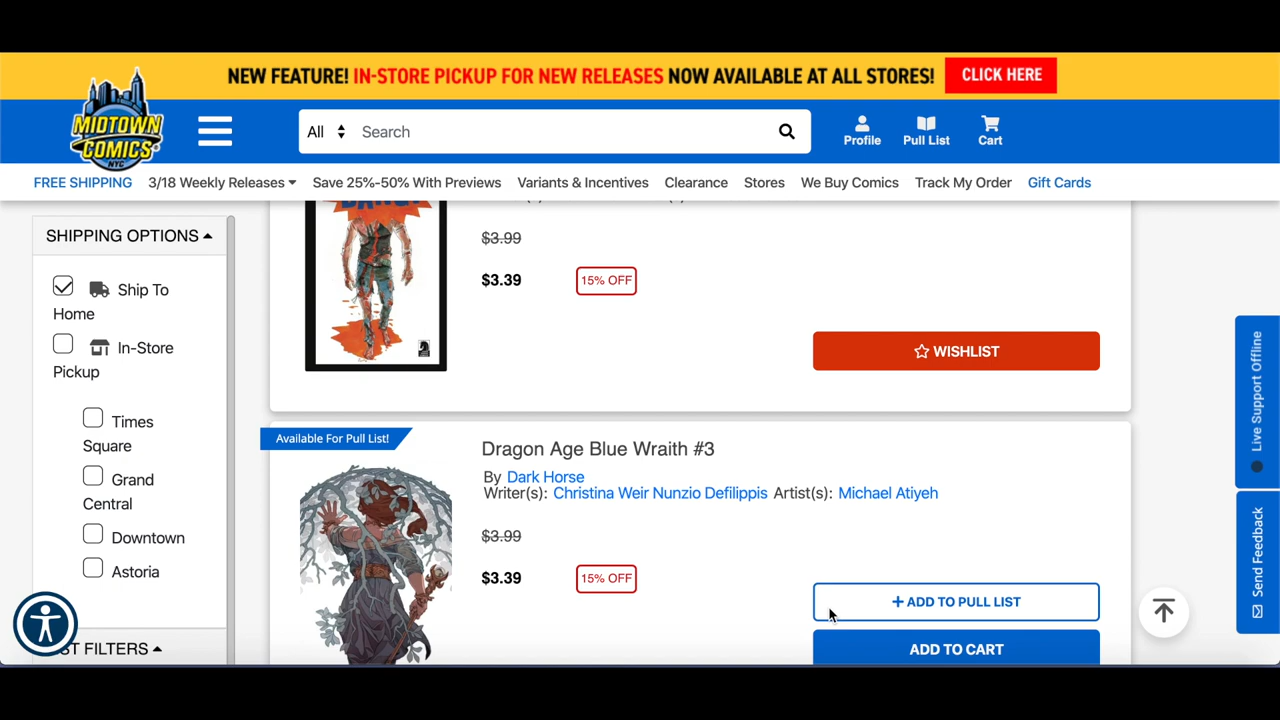 NEW FEATURE! IN-STORE PICKUP FOR NEW RELEASES NOW AVAILABLE AT ALL STORES! CLICK HERE
MIDTOWN
COMICS
NYC
All Search
Profile Pull List Cart
FREE SHIPPING 3/18 Weekly Releases Save 25%-50% With Previews Variants & Incentives Clearance Stores We Buy Comics Track My Order Gift Cards
SHIPPING OPTIONS
Ship To
Home
In-Store
Pickup
Times
Square
Grand
Central
Downtown
Astoria
$3.99
$3.39 15% OFF
WISHLIST
Available For Pull List!
Dragon Age Blue Wraith #3
By Dark Horse
Writer(s): Christina Weir Nunzio Defilippis Artist(s): Michael Atiyeh
$3.99
$3.39 15% OFF
+ ADD TO PULL LIST
ADD TO CART
Live Support Offline
Send Feedback
FILTERS